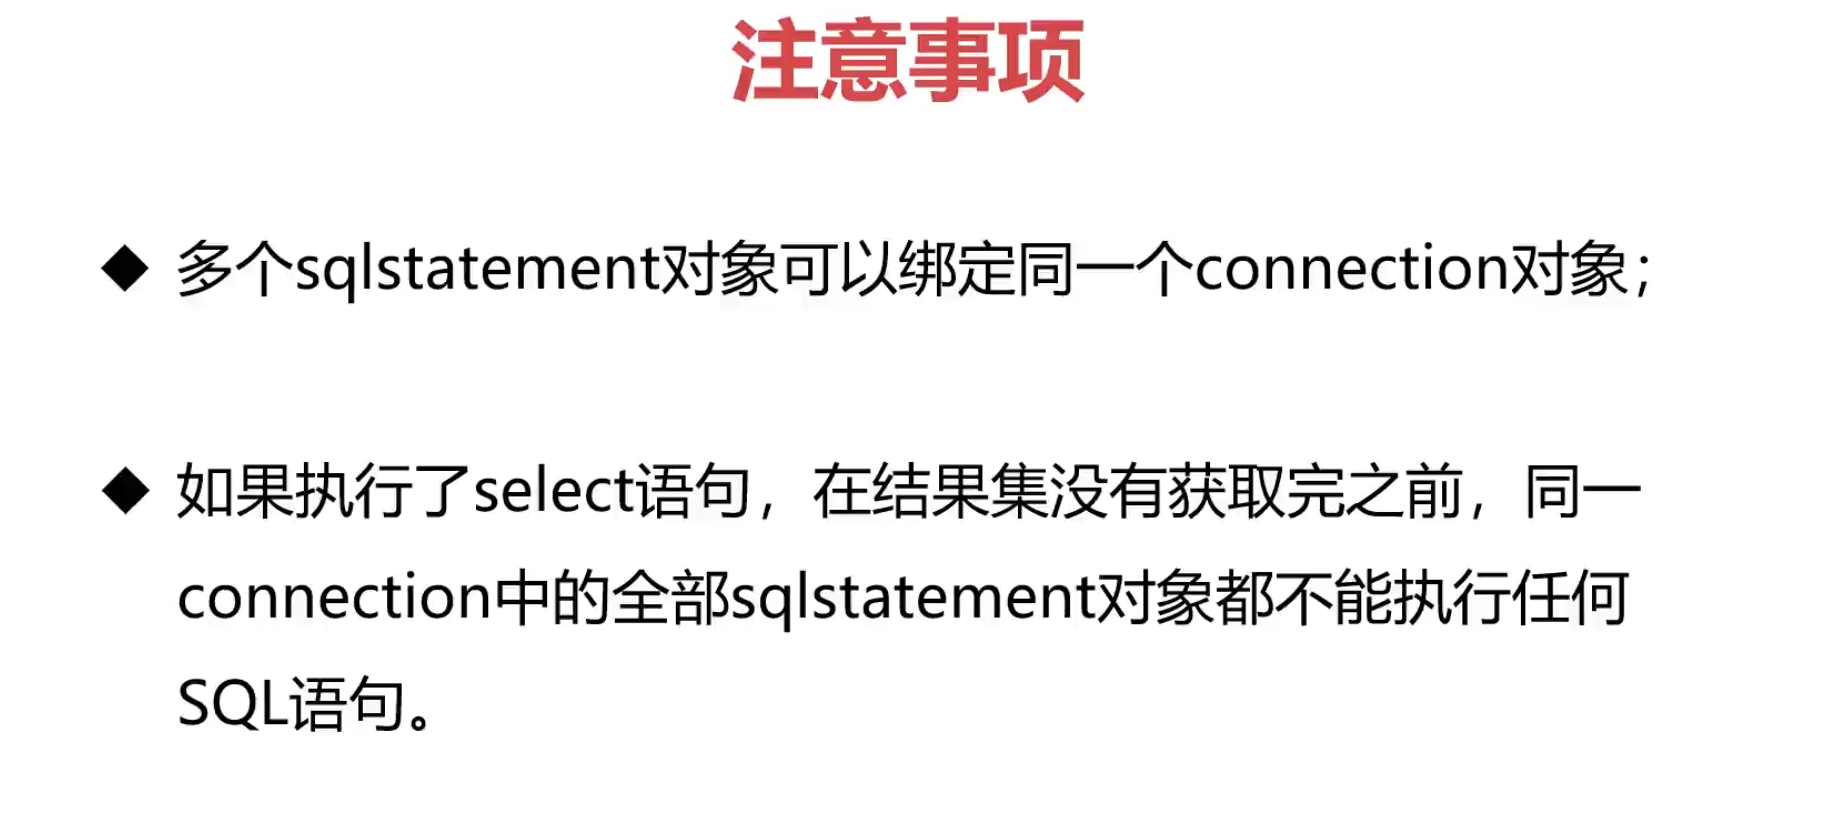 注意事项
◆ 多个sqlstatement对象可以绑定同一个connection对象；
◆ 如果执行了select语句，在结果集没有获取完之前，同一
connection中的全部sqlstatement对象都不能执行任何
SQL语句。